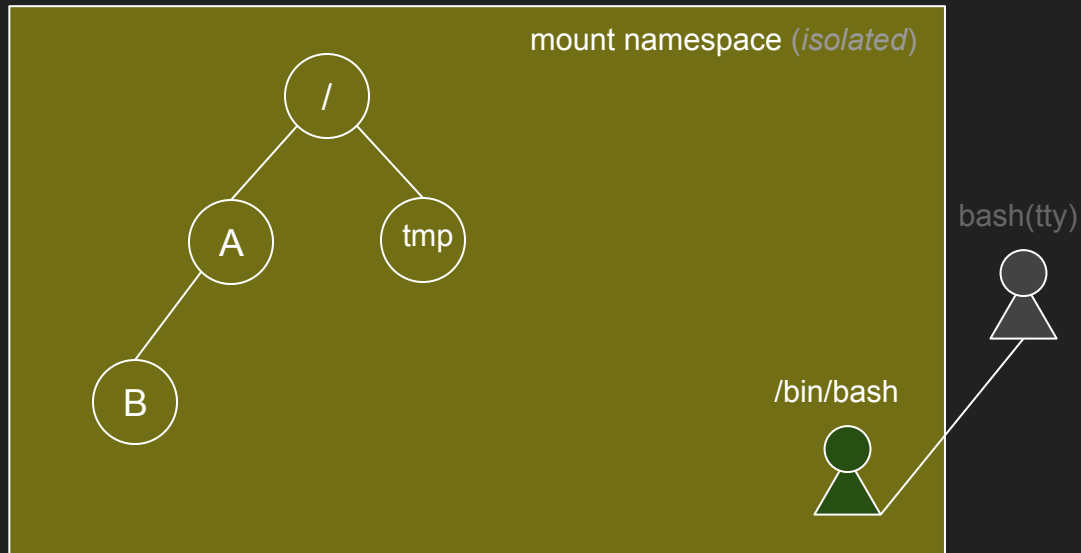 mount namespace (isolated)
/
A
tmp
bash(tty)
B
/bin/bash